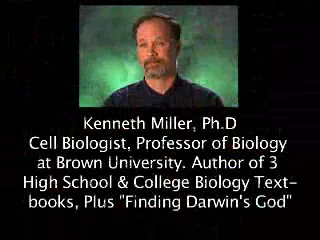 Kenneth Miller, Ph.D
Cell Biologist, Professor of Biology
at Brown University. Author of 3
High School & College Biology Text-
books, Plus "Finding Darwin's God"